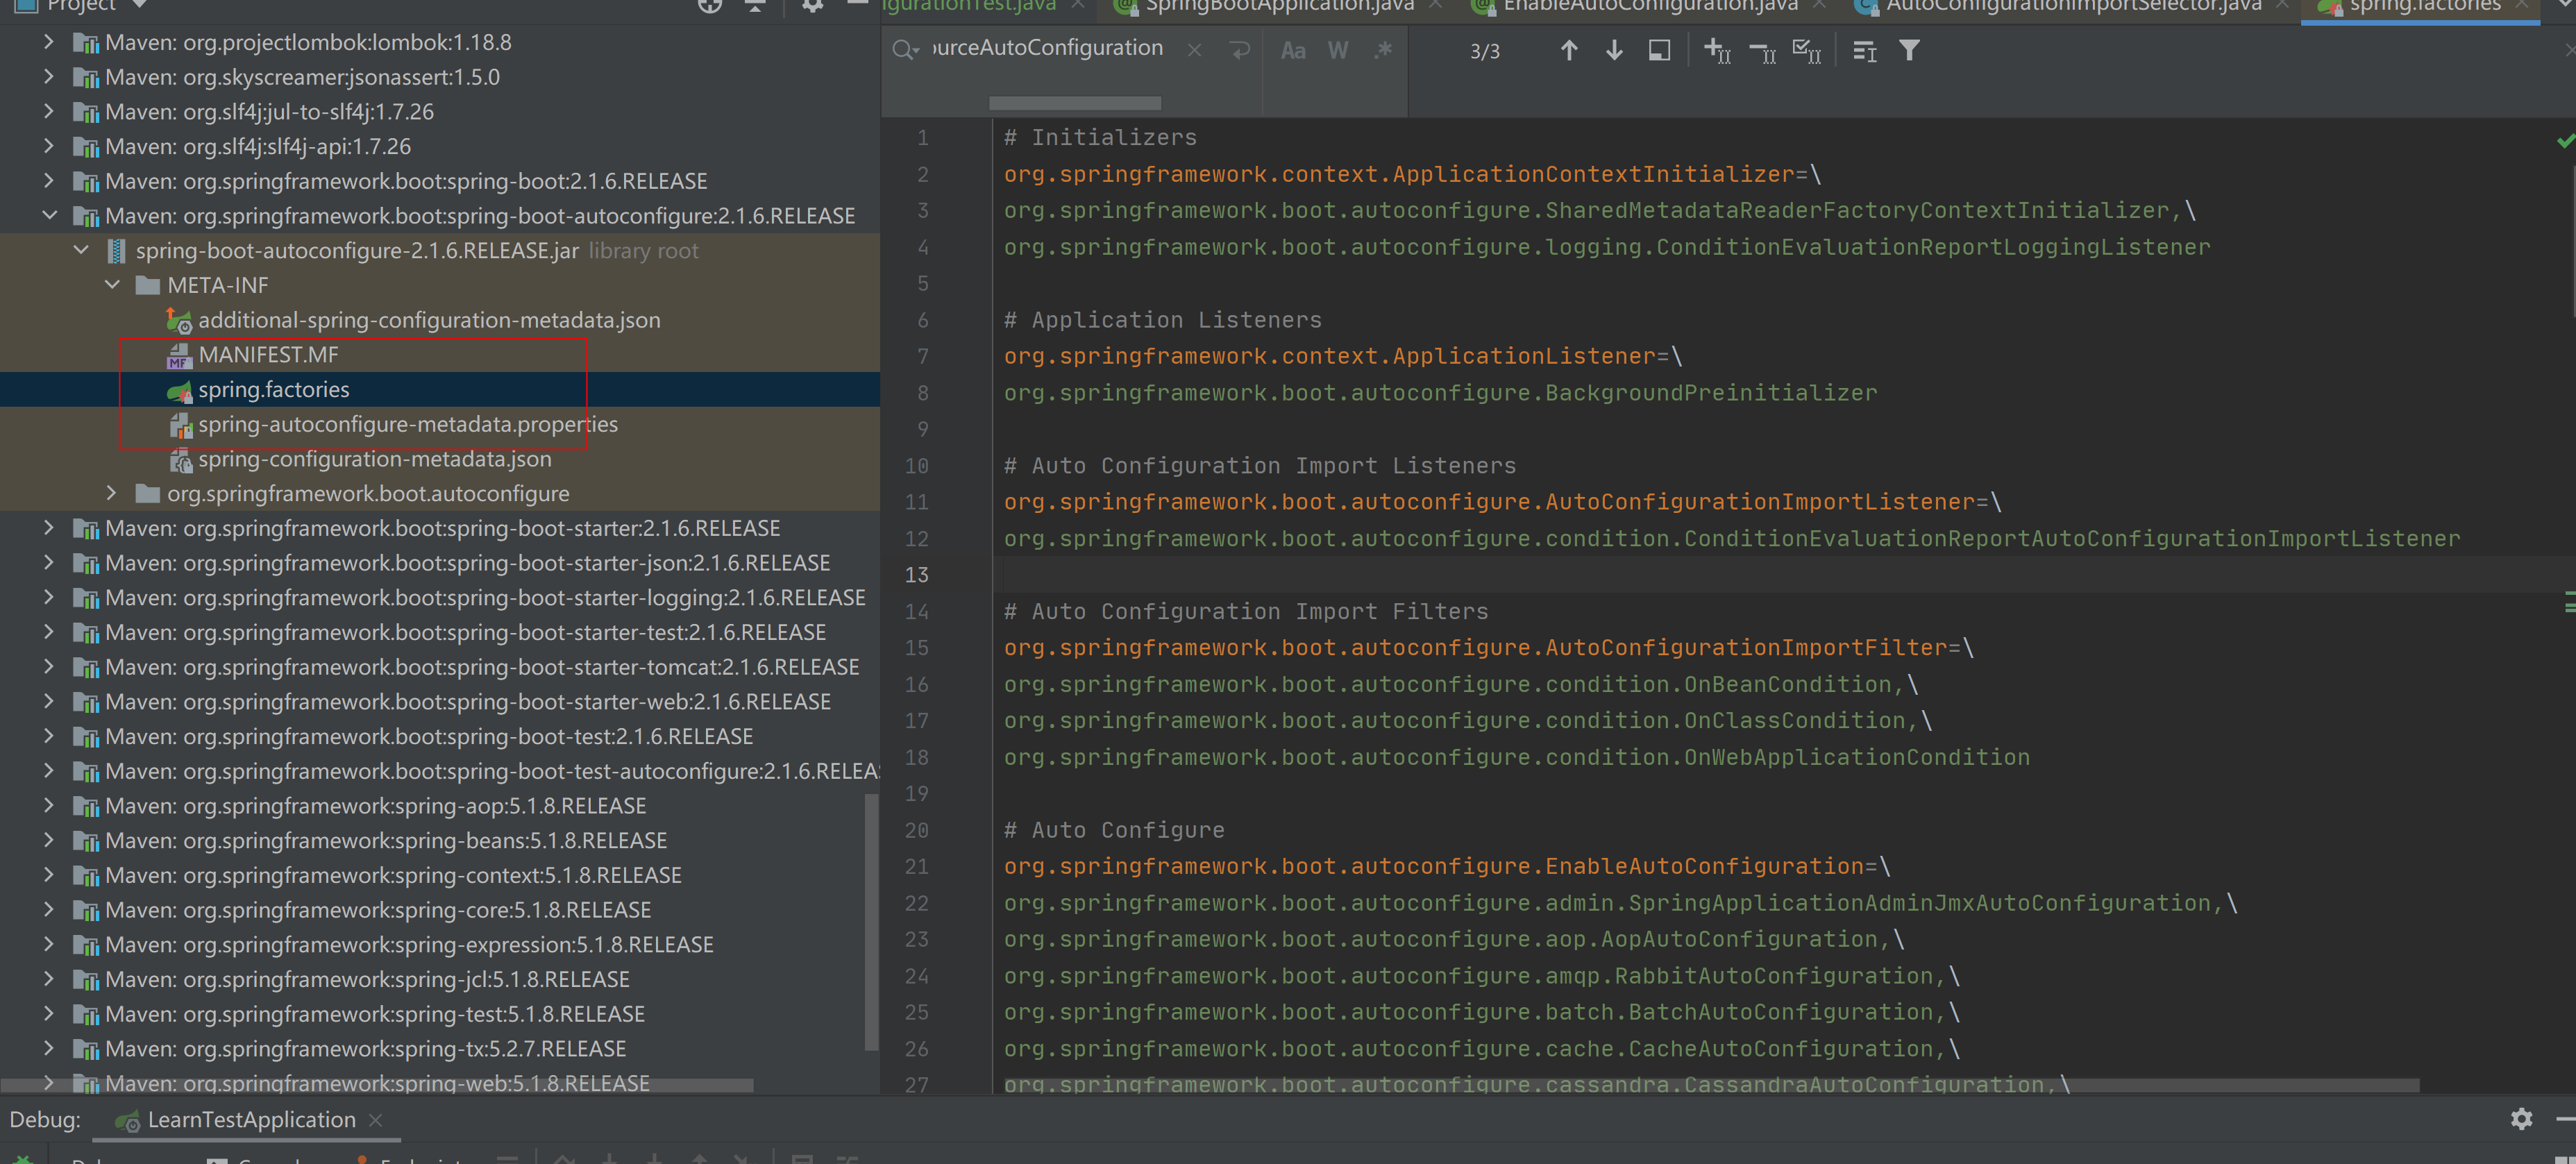 Project
Maven: org.projectlombok:lombok:1.18.8
Maven: org.skyscreamer:jsonassert:1.5.0
Maven: org.slf4j:jul-to-slf4j:1.7.26
Maven: org.slf4j:slf4j-api:1.7.26
Maven: org.springframework.boot:spring-boot:2.1.6.RELEASE
Maven: org.springframework.boot:spring-boot-autoconfigure:2.1.6.RELEASE
spring-boot-autoconfigure-2.1.6.RELEASE.jar library root
META-INF
additional-spring-configuration-metadata.json
MANIFEST.MF
spring.factories
spring-autoconfigure-metadata.properties
spring-configuration-metadata.json
org.springframework.boot.autoconfigure
Maven: org.springframework.boot:spring-boot-starter:2.1.6.RELEASE
Maven: org.springframework.boot:spring-boot-starter-json:2.1.6.RELEASE
Maven: org.springframework.boot:spring-boot-starter-logging:2.1.6.RELEASE
Maven: org.springframework.boot:spring-boot-starter-test:2.1.6.RELEASE
Maven: org.springframework.boot:spring-boot-starter-tomcat:2.1.6.RELEASE
Maven: org.springframework.boot:spring-boot-starter-web:2.1.6.RELEASE
Maven: org.springframework.boot:spring-boot-test:2.1.6.RELEASE
Maven: org.springframework.boot:spring-boot-test-autoconfigure:2.1.6.RELEA
Maven: org.springframework:spring-aop:5.1.8.RELEASE
Maven: org.springframework:spring-beans:5.1.8.RELEASE
Maven: org.springframework:spring-context:5.1.8.RELEASE
Maven: org.springframework:spring-core:5.1.8.RELEASE
Maven: org.springframework:spring-expression:5.1.8.RELEASE
Maven: org.springframework:spring-jcl:5.1.8.RELEASE
Maven: org.springframework:spring-test:5.1.8.RELEASE
Maven: org.springframework:spring-tx:5.2.7.RELEASE
Maven: org.springframework:spring-web:5.1.8.RELEASE
igurationTest.java SpringBootApplication.java EnableAutoConfiguration.java AutoConfigurationImportSelector.java spring.factories
urceAutoConfiguration Aa W .* 3/3
1 # Initializers
2 org.springframework.context.ApplicationContextInitializer=\
3 org.springframework.boot.autoconfigure.SharedMetadataReaderFactoryContextInitializer,\
4 org.springframework.boot.autoconfigure.logging.ConditionEvaluationReportLoggingListener
5
6 # Application Listeners
7 org.springframework.context.ApplicationListener=\
8 org.springframework.boot.autoconfigure.BackgroundPreinitializer
9
10 # Auto Configuration Import Listeners
11 org.springframework.boot.autoconfigure.AutoConfigurationImportListener=\
12 org.springframework.boot.autoconfigure.condition.ConditionEvaluationReportAutoConfigurationImportListener
13
14 # Auto Configuration Import Filters
15 org.springframework.boot.autoconfigure.AutoConfigurationImportFilter=\
16 org.springframework.boot.autoconfigure.condition.OnBeanCondition,\
17 org.springframework.boot.autoconfigure.condition.OnClassCondition,\
18 org.springframework.boot.autoconfigure.condition.OnWebApplicationCondition
19
20 # Auto Configure
21 org.springframework.boot.autoconfigure.EnableAutoConfiguration=\
22 org.springframework.boot.autoconfigure.admin.SpringApplicationAdminJmxAutoConfiguration,\
23 org.springframework.boot.autoconfigure.aop.AopAutoConfiguration,\
24 org.springframework.boot.autoconfigure.amqp.RabbitAutoConfiguration,\
25 org.springframework.boot.autoconfigure.batch.BatchAutoConfiguration,\
26 org.springframework.boot.autoconfigure.cache.CacheAutoConfiguration,\
27 org.springframework.boot.autoconfigure.cassandra.CassandraAutoConfiguration,\
Debug: LearnTestApplication